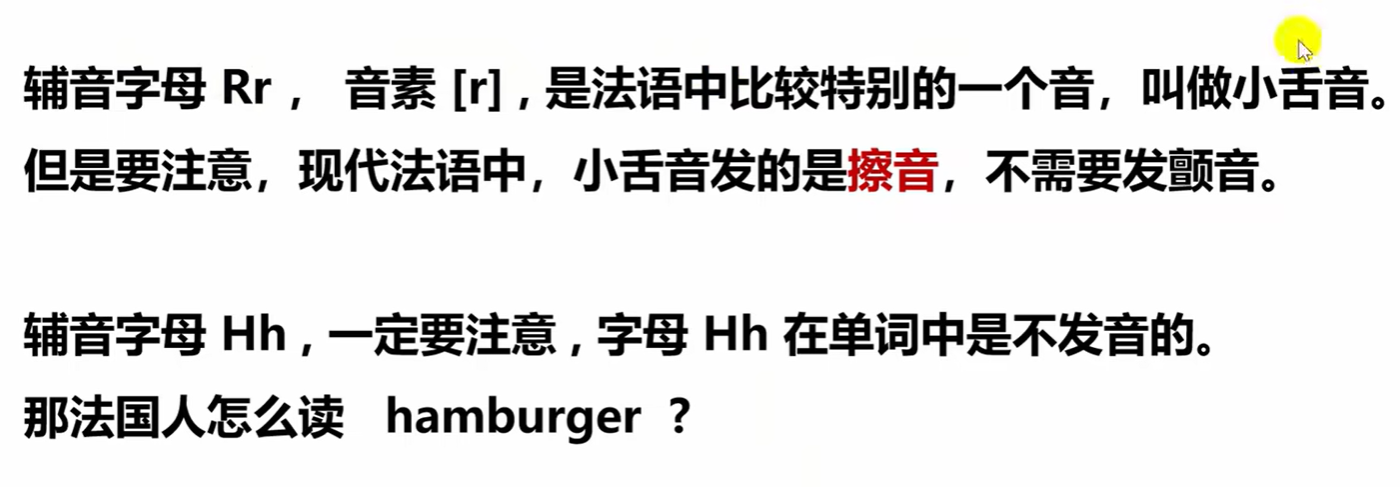 辅音字母 Rr ， 音素 [r] , 是法语中比较特别的一个音，叫做小舌音。
但是要注意，现代法语中，小舌音发的是擦音，不需要发颤音。
辅音字母 Hh , 一定要注意 , 字母 Hh 在单词中是不发音的。
那法国人怎么读 hamburger ？